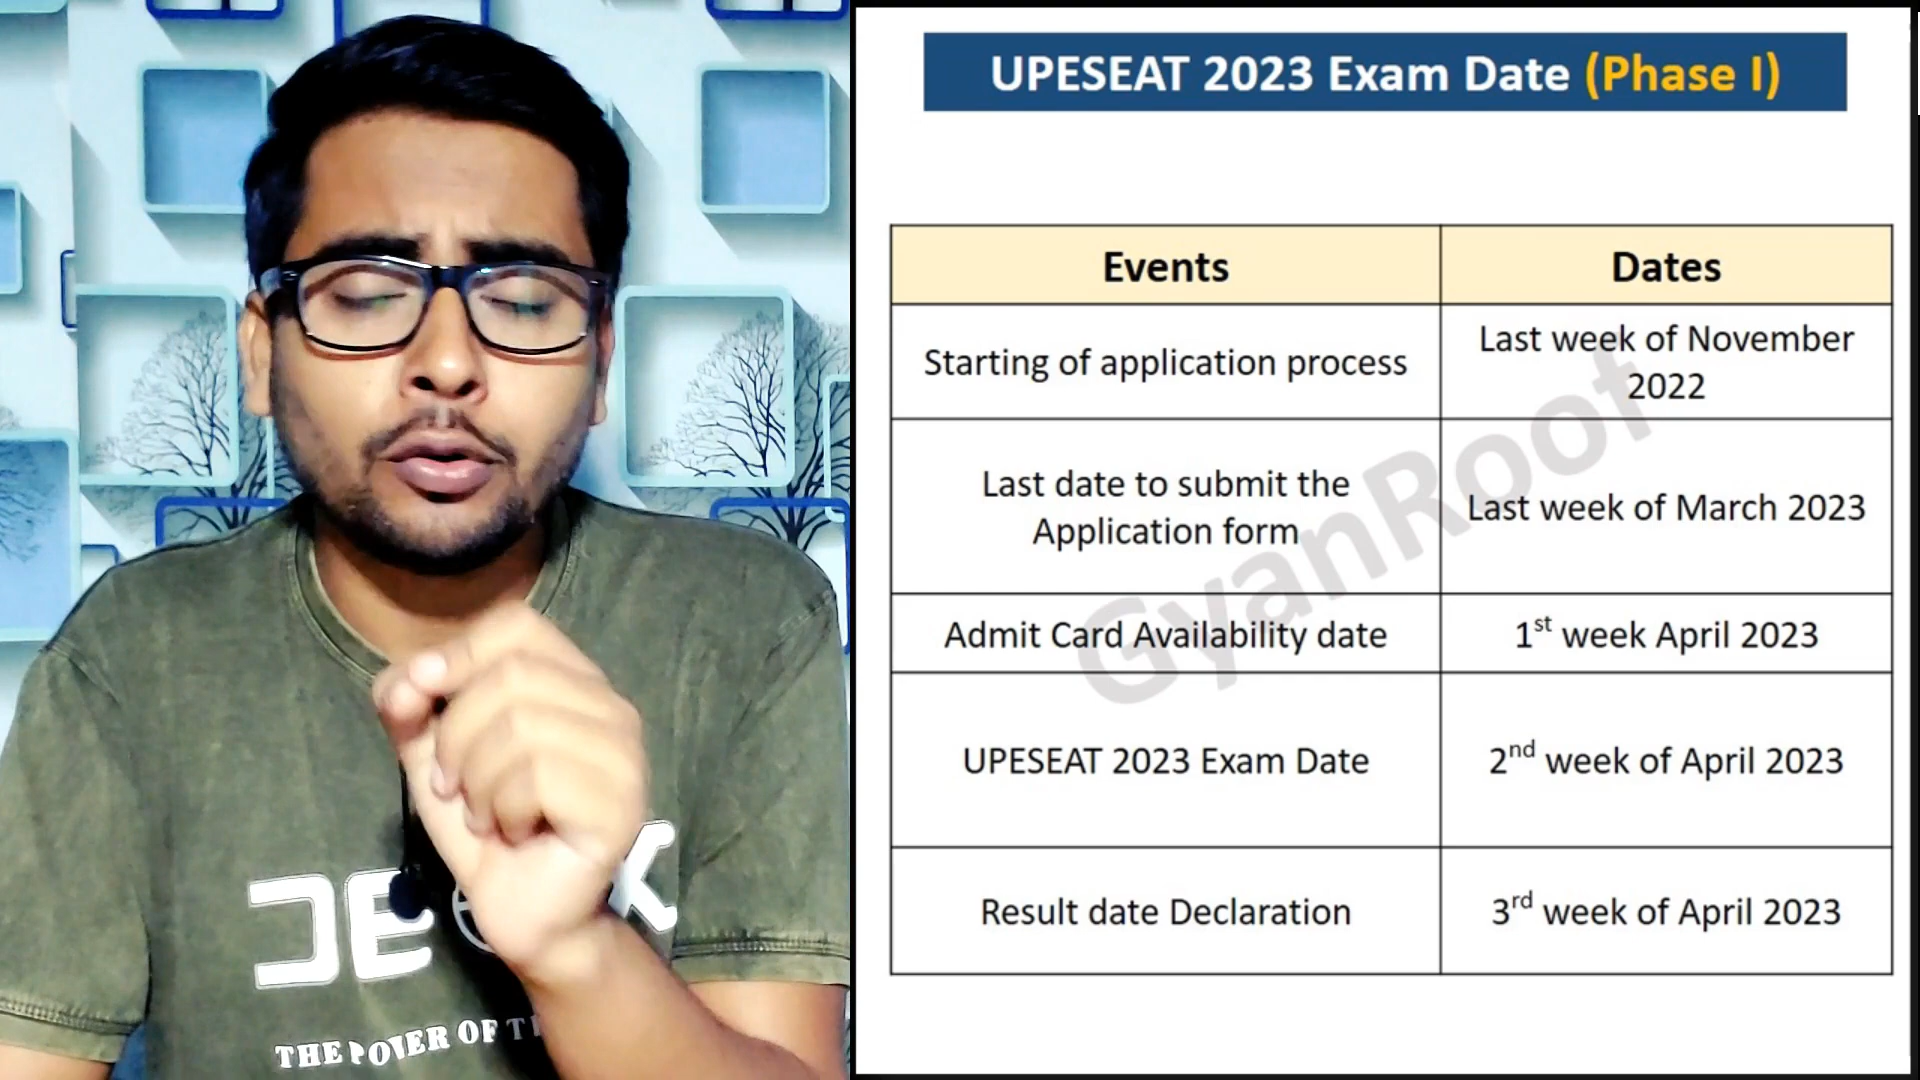 UPESEAT 2023 Exam Date (Phase I)
Events
Dates
Starting of application process
Last week of November
2022
Last date to submit the
Application form
Last week of March 2023
Admit Card Availability date
1st week April 2023
UPESEAT 2023 Exam Date
2nd week of April 2023
Result date Declaration
3rd week of April 2023
GyanRoof
THE POWER OF